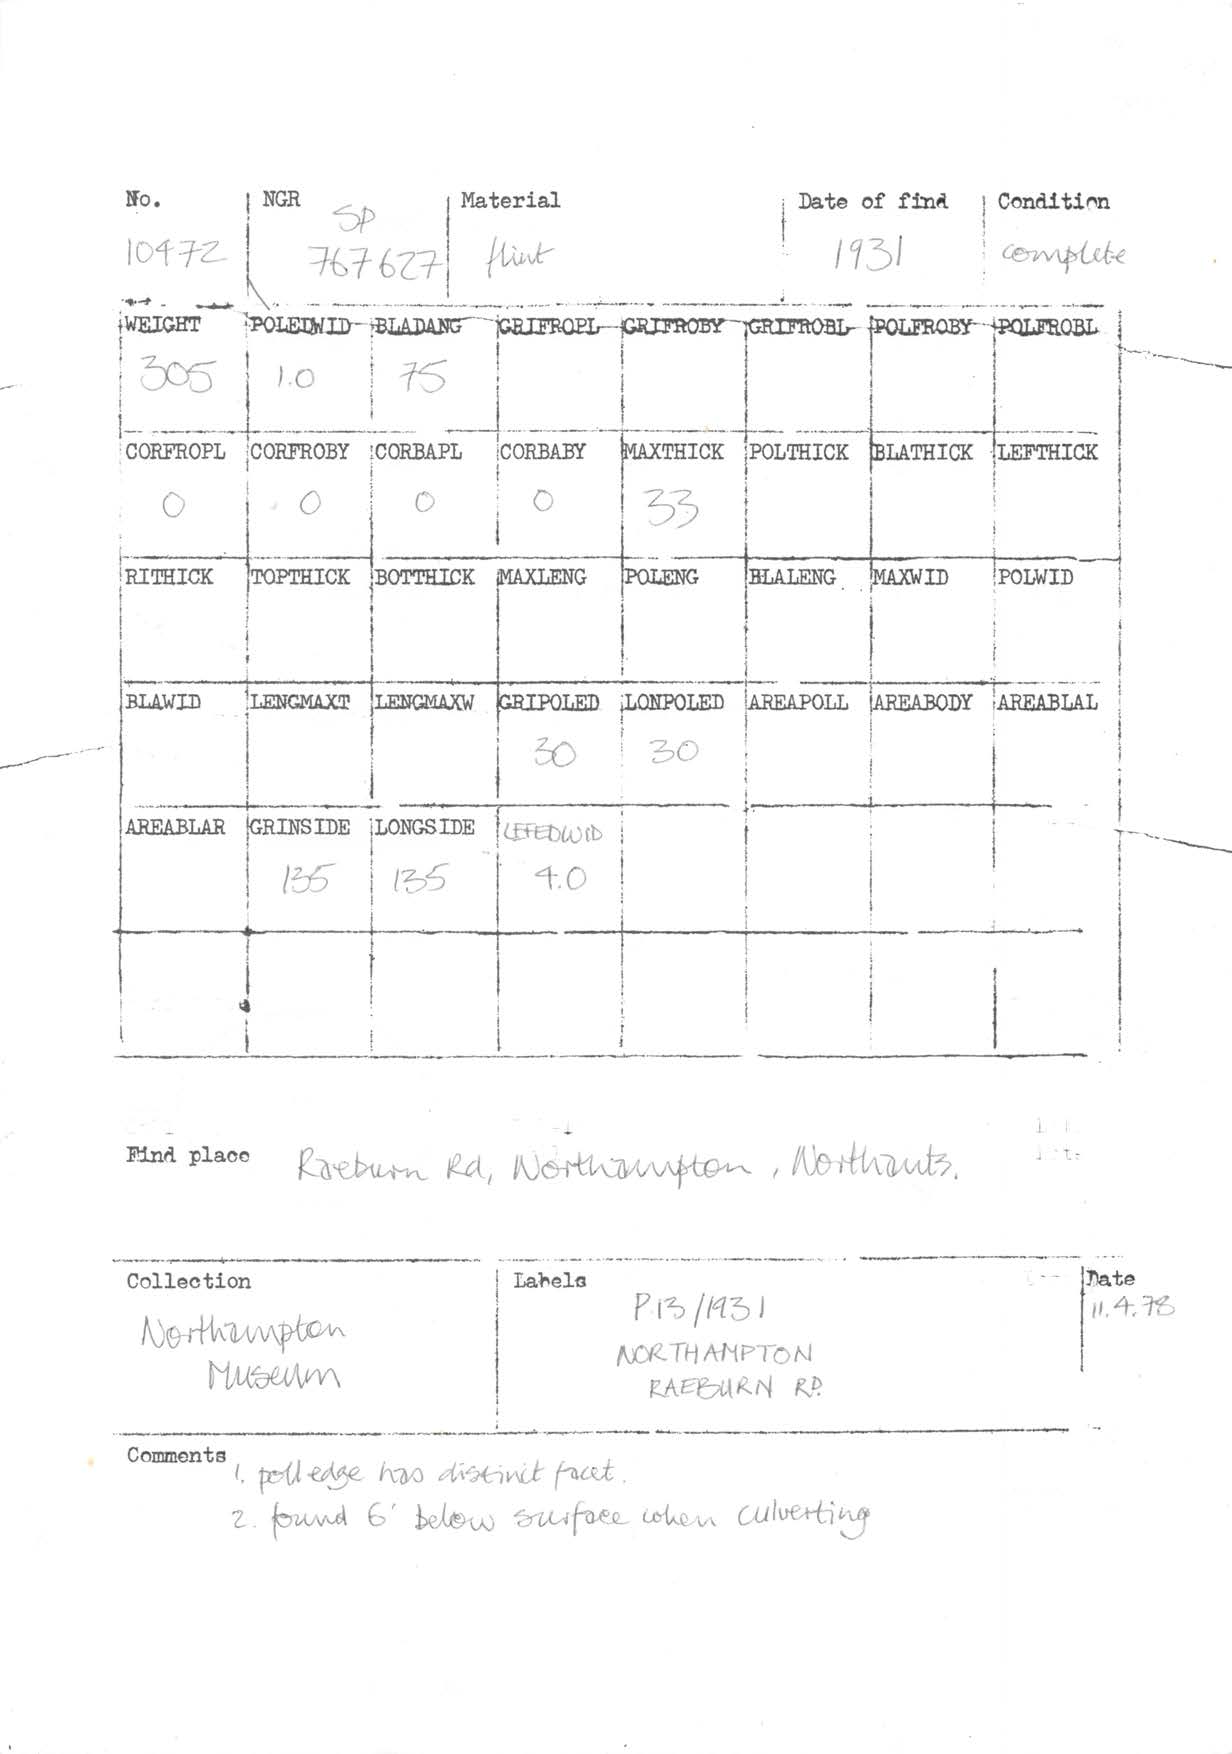 No. NGR Material Date of find Condition
10472 SP 767627 flint 1931 complete
WEIGHT POLEDWID BLADANG GRIFROPL GRIFROBY GRIFROBL POLFROBY POLFROBL
305 1.0 75
CORFROPL CORFROBY CORBAPL CORBABY MAXTHICK POLTHICK BLATHICK LEFTHICK
0 0 0 0 33
RITHICK TOPTHICK BOTTHICK MAXLENG POLENG BLALENG MAXWID POLWID
BLAWID LENGMAXT LENGMAXW GRIPOLED LONPOLED AREAPOLL AREABODY AREABLAL
30 30
AREABLAR GRINSIDE LONGSIDE LEFEDWID
135 135 4.0
Find place Raeburn Rd, Northampton, Northants.
Collection Labels Date
Northampton Museum
P.13/1931
NORTHAMPTON
RAEBURN RD.
11.4.78
Comments 1. poll edge has distinct facet.
2. found 6' below surface when culverting